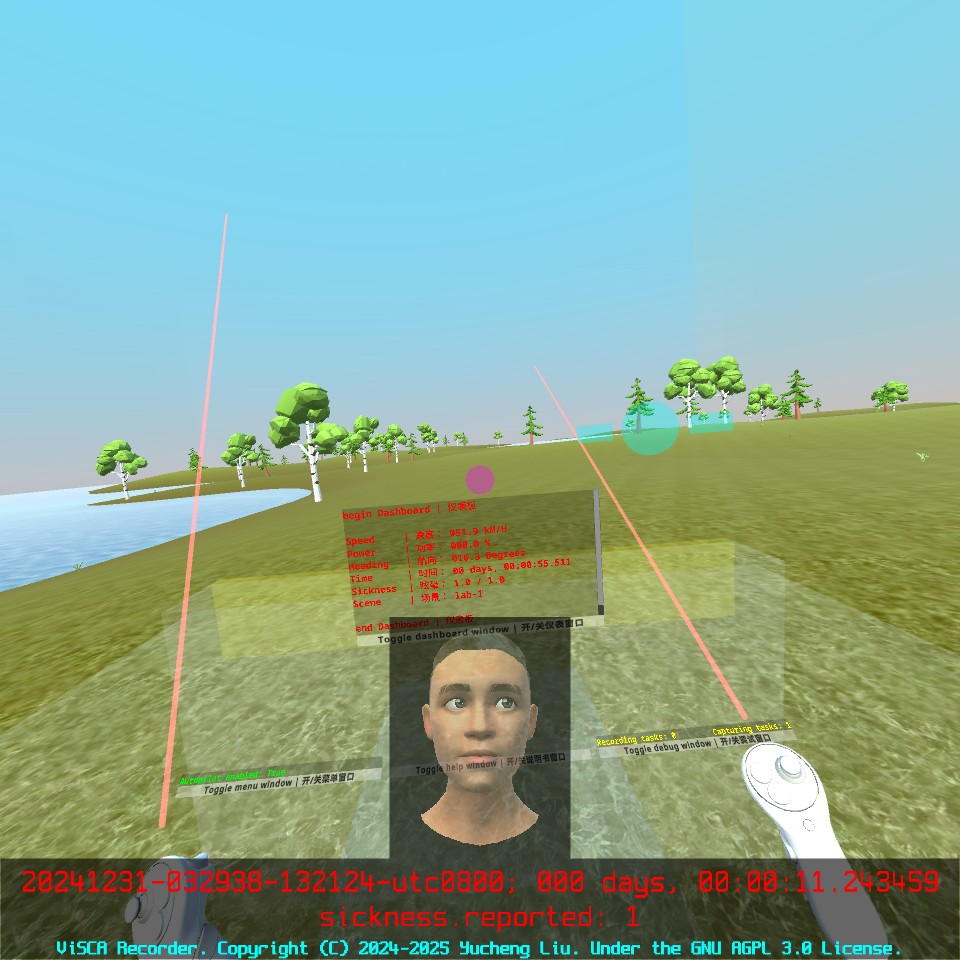 begin Dashboard | 仪表板
Speed | 速度: 053.9 km/H
Power | 功率: 000.0 %
Heading | 航向: 010.3 Degrees
Time | 时间: 00 days, 00:00:55.511
Sickness | 眩晕: 1.0 / 1.0
Scene | 场景: lab-1
end Dashboard | 仪表板
Toggle dashboard window | 开/关仪表窗口
Recording tasks: 0 Capturing tasks: 1
Toggle debug window | 开/关调试窗口
Toggle help window | 开/关说明书窗口
Autopilot Enabled: True
Toggle menu window | 开/关菜单窗口
20241231-032938-132124-utc0800; 000 days, 00:00:11.243459
sickness.reported: 1
ViSCA Recorder. Copyright (C) 2024-2025 Yucheng Liu. Under the GNU AGPL 3.0 License.